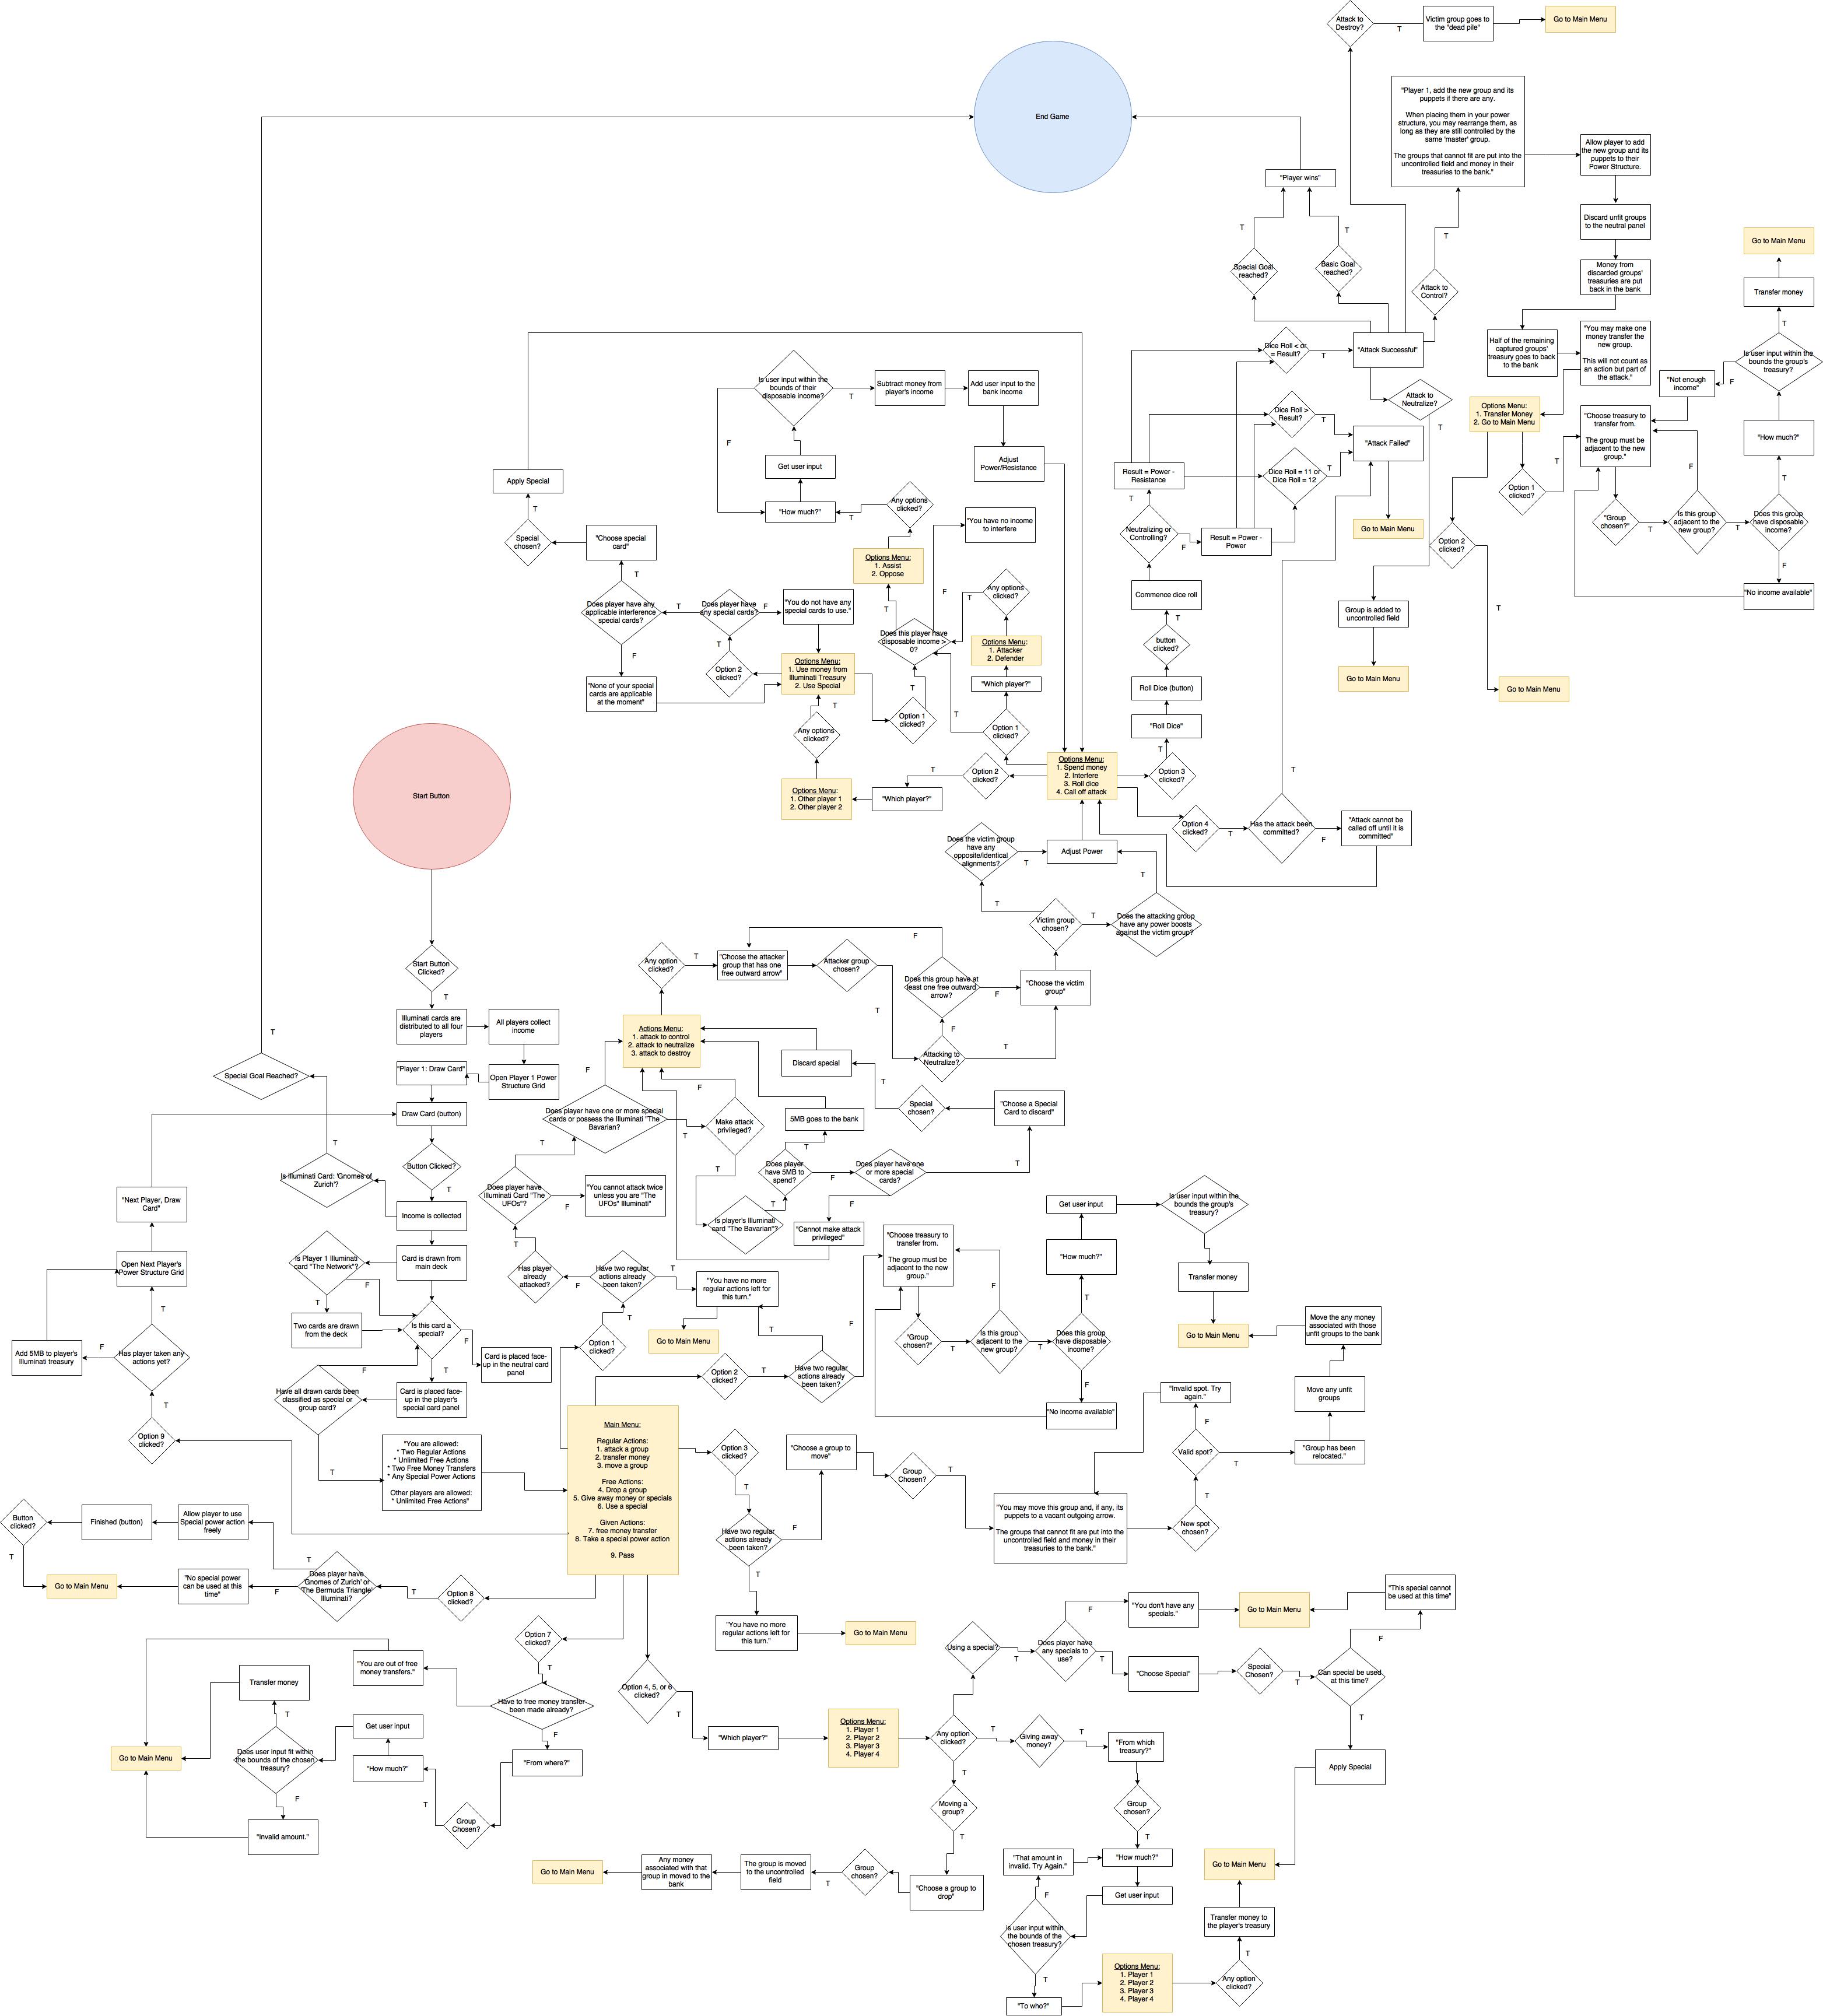 Attack to
Destroy?
T
Victim group goes to
the "dead pile"
Go to Main Menu
End Game
"Player 1, add the new group and its
puppets if there are any.
When placing them in your power
structure, you may rearrange them, as
long as they are still controlled by the
same 'master' group.
The groups that cannot fit are put into the
uncontrolled field and money in their
treasuries to the bank."
Allow player to add
the new group and its
puppets to their
Power Structure.
Discard unfit groups
to the neutral panel
Money from
discarded groups'
treasuries are put
back in the bank
Half of the remaining
captured groups'
treasury goes to back
to the bank
"You may make one
money transfer the
new group.
This will not count as
an action but part of
the attack."
Options Menu:
1. Transfer Money
2. Go to Main Menu
Option 1
clicked?
T
Option 2
clicked?
T
Go to Main Menu
"Choose treasury to
transfer from.
The group must be
adjacent to the new
group."
"Group
chosen?"
T
Is this group
adjacent to the
new group?
F
T
Does this group
have disposable
income?
T
F
"No income available"
"How much?"
Is user input within the
bounds the group's
treasury?
F
"Not enough
income"
T
Transfer money
Go to Main Menu
"Player wins"
T
T
Special Goal
reached?
Basic Goal
reached?
T
Attack to
Control?
Dice Roll < or
= Result?
T
"Attack Successful"
Attack to
Neutralize?
T
Dice Roll >
Result?
T
"Attack Failed"
Dice Roll = 11 or
Dice Roll = 12
T
Go to Main Menu
Group is added to
uncontrolled field
Go to Main Menu
Result = Power -
Resistance
T
Neutralizing or
Controlling?
F
Result = Power -
Power
Commence dice roll
T
button
clicked?
Roll Dice (button)
"Roll Dice"
T
Option 3
clicked?
Is user input within the
bounds of their
disposable income?
T
F
Subtract money from
player's income
Add user input to the
bank income
Adjust
Power/Resistance
Get user input
"How much?"
T
Any options
clicked?
"You have no income
to interfere
Options Menu:
1. Assist
2. Oppose
T
F
Does this player have
disposable income >
0?
T
Any options
clicked?
Options Menu:
1. Attacker
2. Defender
"Which player?"
T
Option 1
clicked?
T
Option 1
clicked?
Apply Special
T
Special
chosen?
"Choose special
card"
T
Does player have any
applicable interference
special cards?
T
F
Does player have
any special cards?
F
"You do not have any
special cards to use."
T
Option 2
clicked?
"None of your special
cards are applicable
at the moment"
Options Menu:
1. Use money from
Illuminati Treasury
2. Use Special
T
Any options
clicked?
Options Menu:
1. Other player 1
2. Other player 2
"Which player?"
T
Option 2
clicked?
Options Menu:
1. Spend money
2. Interfere
3. Roll dice
4. Call off attack
T
Option 4
clicked?
T
Has the attack been
committed?
F
"Attack cannot be
called off until it is
committed"
Does the victim group
have any
opposite/identical
alignments?
T
Adjust Power
T
T
Victim group
chosen?
T
Does the attacking group
have any power boosts
against the victim group?
Start Button
Start Button
Clicked?
T
Illuminati cards are
distributed to all four
players
All players collect
income
Open Player 1 Power
Structure Grid
"Player 1: Draw Card"
Draw Card (button)
Button Clicked?
T
Income is collected
Is Illuminati Card: 'Gnomes of
Zurich'?
T
Special Goal Reached?
T
Card is drawn from
main deck
Is Player 1 Illuminati
card "The Network"?
F
T
Two cards are drawn
from the deck
Is this card a
special?
F
T
Card is placed face-
up in the neutral card
panel
Card is placed face-
up in the player's
special card panel
F
Have all drawn cards been
classified as special or
group card?
T
"You are allowed:
* Two Regular Actions
* Unlimited Free Actions
* Two Free Money Transfers
* Any Special Power Actions
Other players are allowed:
* Unlimited Free Actions"
"Next Player, Draw
Card"
Open Next Player's
Power Structure Grid
T
F
Add 5MB to player's
Illuminati treasury
Has player taken any
actions yet?
T
Option 9
clicked?
Any option
clicked?
T
"Choose the attacker
group that has one
free outward arrow"
Attacker group
chosen?
T
F
Does this group have at
least one free outward
arrow?
F
"Choose the victim
group"
F
Attacking to
Neutralize?
T
Actions Menu:
1. attack to control
2. attack to neutralize
3. attack to destroy
Discard special
T
Special
chosen?
"Choose a Special
Card to discard"
F
Does player have one or more special
cards or possess the Illuminati "The
Bavarian?
T
F
Make attack
privileged?
T
5MB goes to the bank
T
Does player
have 5MB to
spend?
F
Does player have one
or more special
cards?
T
F
Is player's Illuminati
card "The Bavarian"?
T
"Cannot make attack
privileged"
T
Does player have
Illuminati Card "The
UFOs"?
F
"You cannot attack twice
unless you are "The
UFOs" Illuminati"
T
Has player
already
attacked?
F
Have two regular
actions already
been taken?
T
"You have no more
regular actions left for
this turn."
Go to Main Menu
T
Option 1
clicked?
T
Option 2
clicked?
T
Have two regular
actions already
been taken?
F
"Choose treasury to
transfer from.
The group must be
adjacent to the new
group."
"Group
chosen?"
T
Is this group
adjacent to the
new group?
F
T
Does this group
have disposable
income?
T
F
"No income available"
"How much?"
Get user input
Is user input within the
bounds the group's
treasury?
T
Transfer money
Go to Main Menu
Move the any money
associated with those
unfit groups to the bank
Move any unfit
groups
"Group has been
relocated."
T
Valid spot?
F
"Invalid spot. Try
again."
T
New spot
chosen?
"You may move this group and, if any, its
puppets to a vacant outgoing arrow.
The groups that cannot fit are put into the
uncontrolled field and money in their
treasuries to the bank."
T
Group
Chosen?
"Choose a group to
move"
F
Main Menu:
Regular Actions:
1. attack a group
2. transfer money
3. move a group
Free Actions:
4. Drop a group
5. Give away money or specials
6. Use a special
Given Actions:
7. free money transfer
8. Take a special power action
9. Pass
Option 3
clicked?
T
Have two regular
actions already been
taken?
T
"You have no more
regular actions left for
this turn."
Go to Main Menu
Button
clicked?
T
Finished (button)
Allow player to use
Special power action
freely
Go to Main Menu
"No special power
can be used at this
time"
T
F
Does player have
'Gnomes of Zurich' or
'The Bermuda Triangle'
Illuminati?
T
Option 8
clicked?
Option 7
clicked?
T
"You are out of free
money transfers."
T
Have to free money transfer
been made already?
F
"From where?"
Group
Chosen?
T
"How much?"
Get user input
Does user input fit within
the bounds of the chosen
treasury?
T
F
Transfer money
"Invalid amount."
Go to Main Menu
Option 4, 5, or 6
clicked?
T
"Which player?"
Options Menu:
1. Player 1
2. Player 2
3. Player 3
4. Player 4
Any option
clicked?
T
T
Using a special?
T
Does player have
any specials to
use?
F
T
"You don't have any
specials."
Go to Main Menu
"This special cannot
be used at this time"
F
"Choose Special"
Special
Chosen?
T
Can special be used
at this time?
T
Apply Special
Go to Main Menu
Giving away
money?
T
"From which
treasury?"
Group
chosen?
T
"How much?"
"That amount in
invalid. Try Again."
Get user input
F
is user input within
the bounds of the
chosen treasury?
T
"To who?"
Options Menu:
1. Player 1
2. Player 2
3. Player 3
4. Player 4
Any option
clicked?
T
Transfer money to
the player's treasury
Moving a
group?
T
"Choose a group to
drop"
Group
chosen?
T
The group is moved
to the uncontrolled
field
Any money
associated with that
group in moved to the
bank
Go to Main Menu